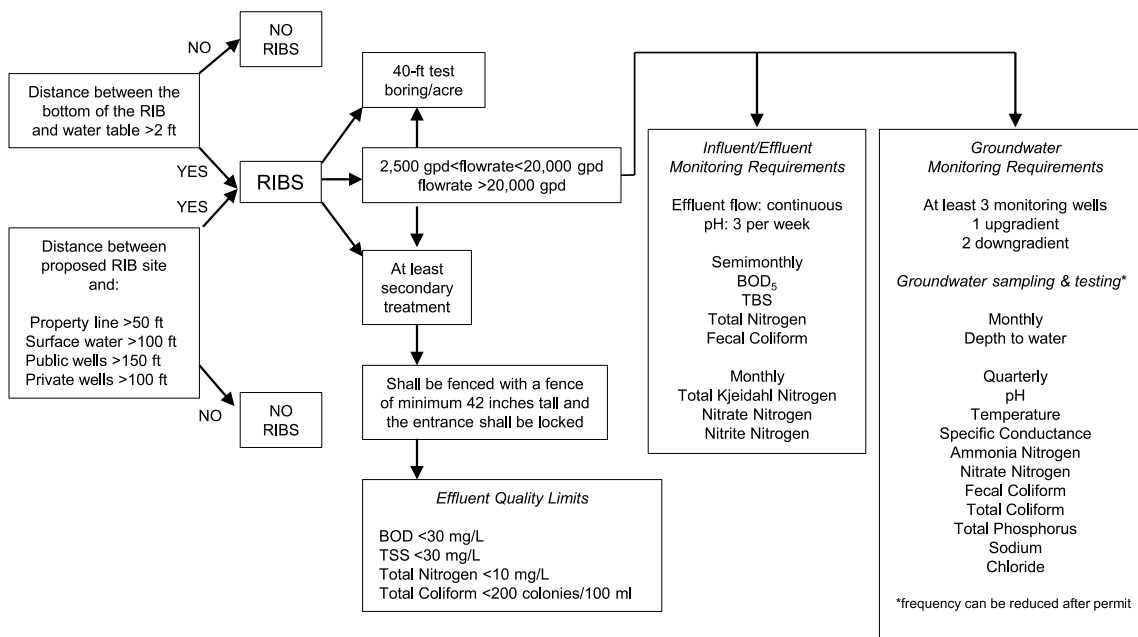 NO
RIBS
NO
Distance between the
bottom of the RIB
and water table >2 ft
YES
RIBS
YES
Distance between
proposed RIB site
and:
Property line >50 ft
Surface water >100 ft
Public wells >150 ft
Private wells >100 ft
NO
NO
RIBS
40-ft test
boring/acre
2,500 gpd<flowrate<20,000 gpd
flowrate >20,000 gpd
At least
secondary
treatment
Shall be fenced with a fence
of minimum 42 inches tall and
the entrance shall be locked
Effluent Quality Limits
BOD <30 mg/L
TSS <30 mg/L
Total Nitrogen <10 mg/L
Total Coliform <200 colonies/100 ml
Influent/Effluent
Monitoring Requirements
Effluent flow: continuous
pH: 3 per week
Semimonthly
BOD₅
TBS
Total Nitrogen
Fecal Coliform
Monthly
Total Kjeidahl Nitrogen
Nitrate Nitrogen
Nitrite Nitrogen
Groundwater
Monitoring Requirements
At least 3 monitoring wells
1 upgradient
2 downgradient
Groundwater sampling & testing*
Monthly
Depth to water
Quarterly
pH
Temperature
Specific Conductance
Ammonia Nitrogen
Nitrate Nitrogen
Fecal Coliform
Total Coliform
Total Phosphorus
Sodium
Chloride
*frequency can be reduced after permit